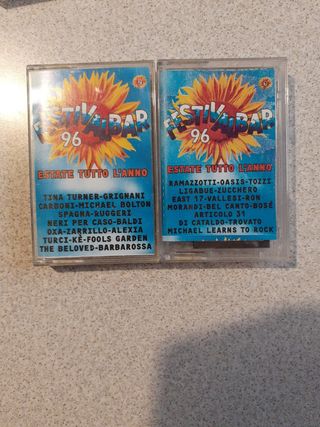 FESTIVALBAR
96
ESTATE TUTTO L'ANNO
TINA TURNER-GRIGNANI
CARBONI-MICHAEL BOLTON
SPAGNA-RUGGERI
NERI PER CASO-BALDI
OXA-ZARRILLO-ALEXIA
TURCI-KÉ-FOOLS GARDEN
THE BELOVED-BARBAROSSA
FESTIVALBAR
96
ESTATE TUTTO L'ANNO
RAMAZZOTTI-OASIS-TOZZI
LIGABUE-ZUCCHERO
EAST 17-VALLESI-RON
MORANDI-BEL CANTO-BOSÉ
ARTICOLO 31
DI CATALDO-TROVATO
MICHAEL LEARNS TO ROCK